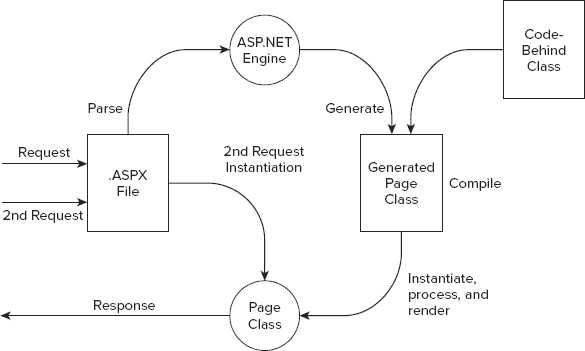 ASP.NET
Engine
Code-
Behind
Class
Parse
Generate
Request
2nd Request
Instantiation
.ASPX
File
Generated
Page
Class
Compile
2nd Request
Instantiate,
process, and
render
Response
Page
Class